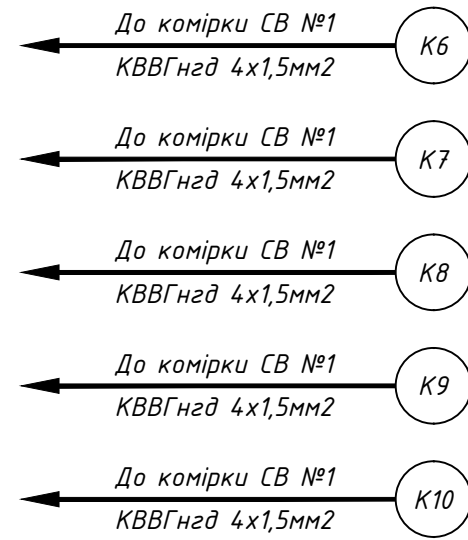 До комірки СВ №1
К6
КВВГнгд 4х1,5мм2
До комірки СВ №1
К7
КВВГнгд 4х1,5мм2
До комірки СВ №1
К8
КВВГнгд 4х1,5мм2
До комірки СВ №1
К9
КВВГнгд 4х1,5мм2
До комірки СВ №1
К10
КВВГнгд 4х1,5мм2